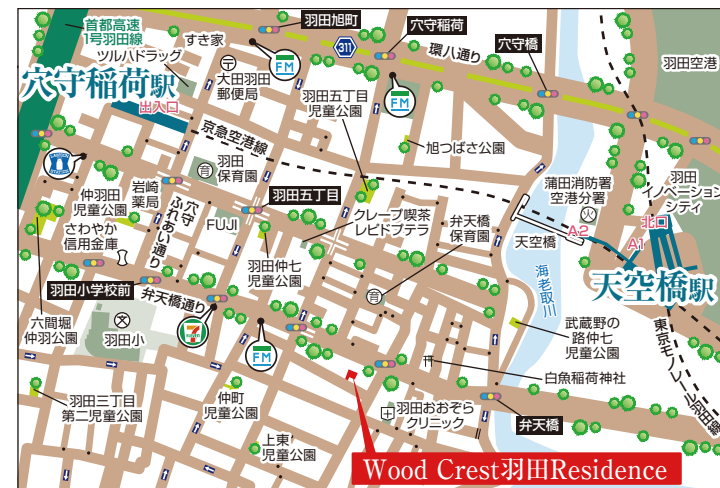 首都高速
1号羽田線
すき家
ツルハドラッグ
羽田旭町
FM
311
穴守稲荷
環八通り
穴守橋
羽田空港
穴守稲荷駅
出入口
大田羽田
郵便局
羽田五丁目
児童公園
FM
京急空港線
旭つばさ公園
羽田
イノベーション
シティ
育
羽田
保育園
LAWSON
岩崎
薬局
仲羽田
児童公園
穴守
ふれあい通り
羽田五丁目
クレープ喫茶
レピドプテラ
弁天橋
保育園
蒲田消防署
空港分署
火
北口
A2
A1
天空橋
FUJI
さわやか
信用金庫
羽田仲七
児童公園
天空橋駅
海老取川
羽田小学校前
弁天橋通り
育
六間堀
仲羽公園
文
羽田小
7
FM
武蔵野の
路仲七
児童公園
東京モノレール羽田線
白魚稲荷神社
羽田三丁目
第二児童公園
仲町
児童公園
羽田おおぞら
クリニック
弁天橋
上東
児童公園
Wood Crest羽田Residence